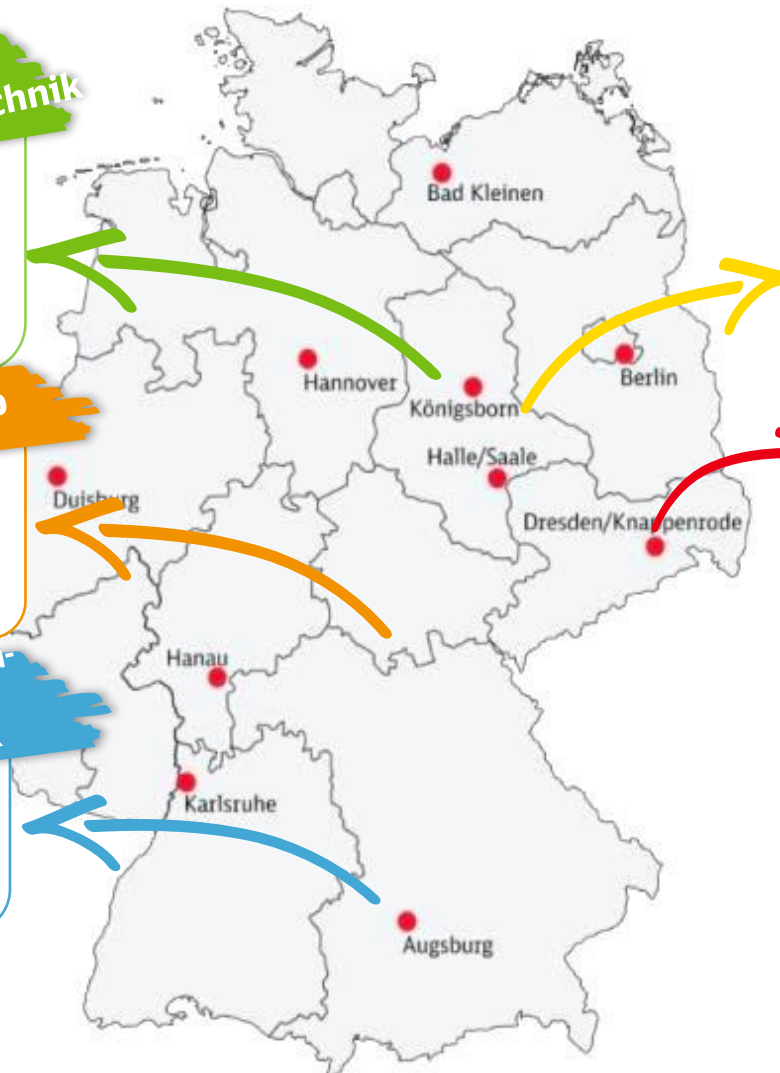 chnik
Bad Kleinen
Hannover
Berlin
Königsborn
Halle/Saale
Duisburg
Dresden/Knappenrode
Hanau
Karlsruhe
Augsburg